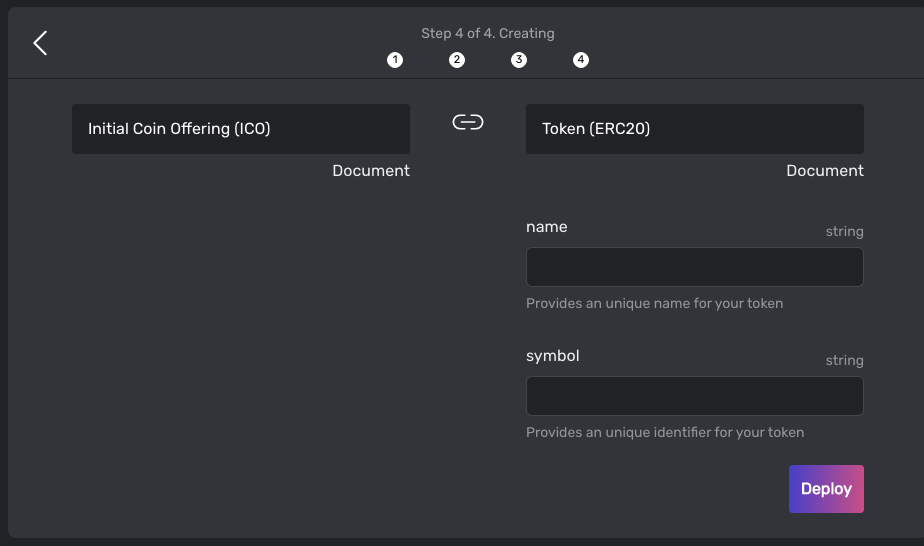 Step 4 of 4. Creating
1 2 3 4
Initial Coin Offering (ICO)
Token (ERC20)
Document
Document
name
string
Provides an unique name for your token
symbol
string
Provides an unique identifier for your token
Deploy